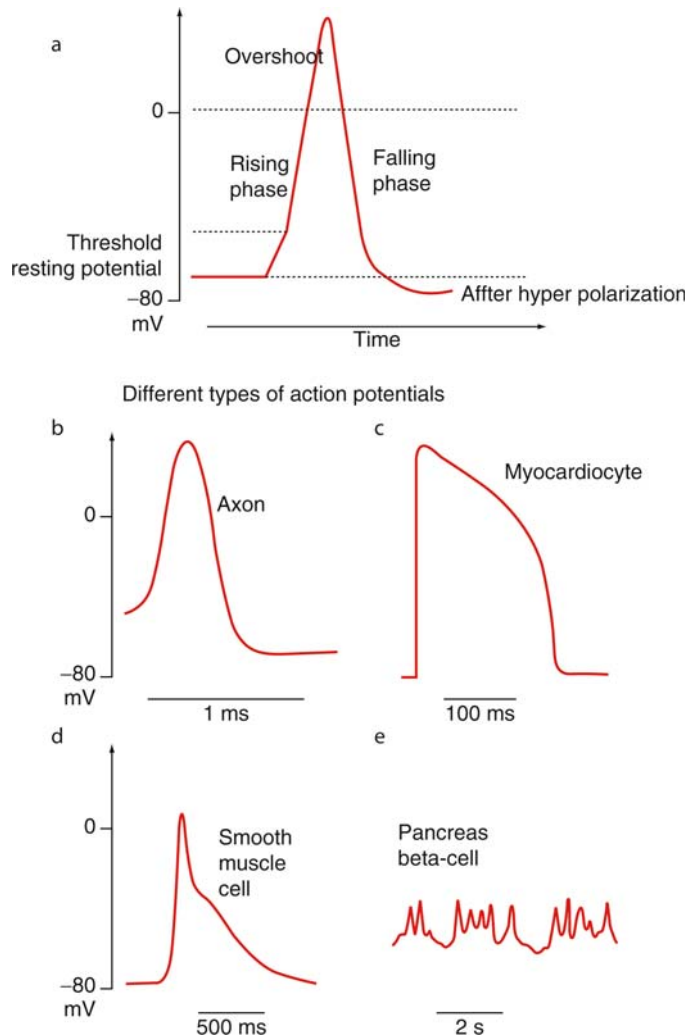 a
Overshoot
0
Rising
phase
Falling
phase
Threshold
resting potential
–80
mV
Affter hyper polarization
Time
Different types of action potentials
b
c
0
Axon
Myocardiocyte
–80
mV
1 ms
100 ms
d
e
0
Smooth
muscle
cell
Pancreas
beta-cell
–80
mV
500 ms
2 s